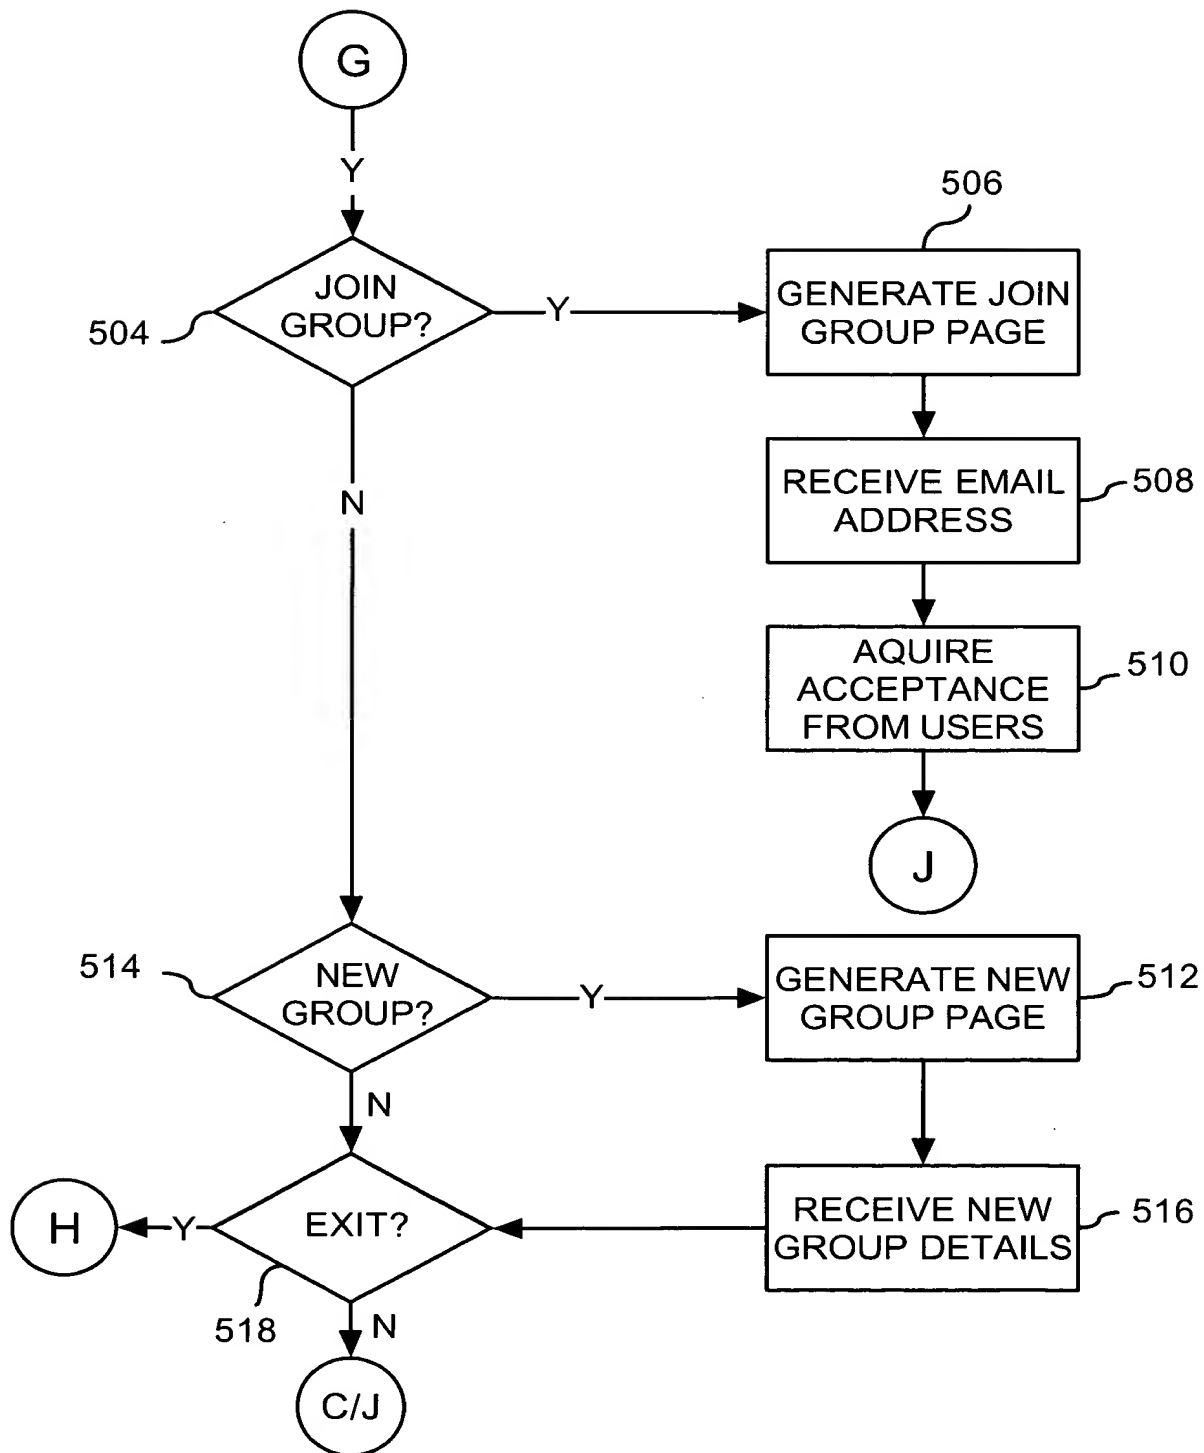 G
Y
506
JOIN
GROUP?
504
Y
GENERATE JOIN
GROUP PAGE
N
RECEIVE EMAIL
ADDRESS
508
AQUIRE
ACCEPTANCE
FROM USERS
510
J
514
NEW
GROUP?
Y
GENERATE NEW
GROUP PAGE
512
N
H
Y
EXIT?
RECEIVE NEW
GROUP DETAILS
516
518
N
C/J